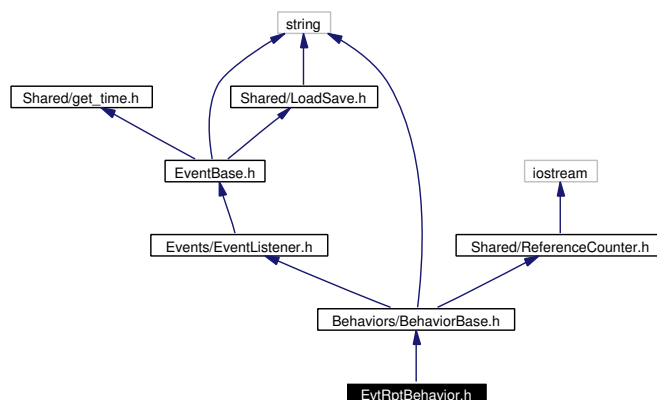 string
Shared/get_time.h
Shared/LoadSave.h
EventBase.h
iostream
Events/EventListener.h
Shared/ReferenceCounter.h
Behaviors/BehaviorBase.h
EvtRptBehavior.h